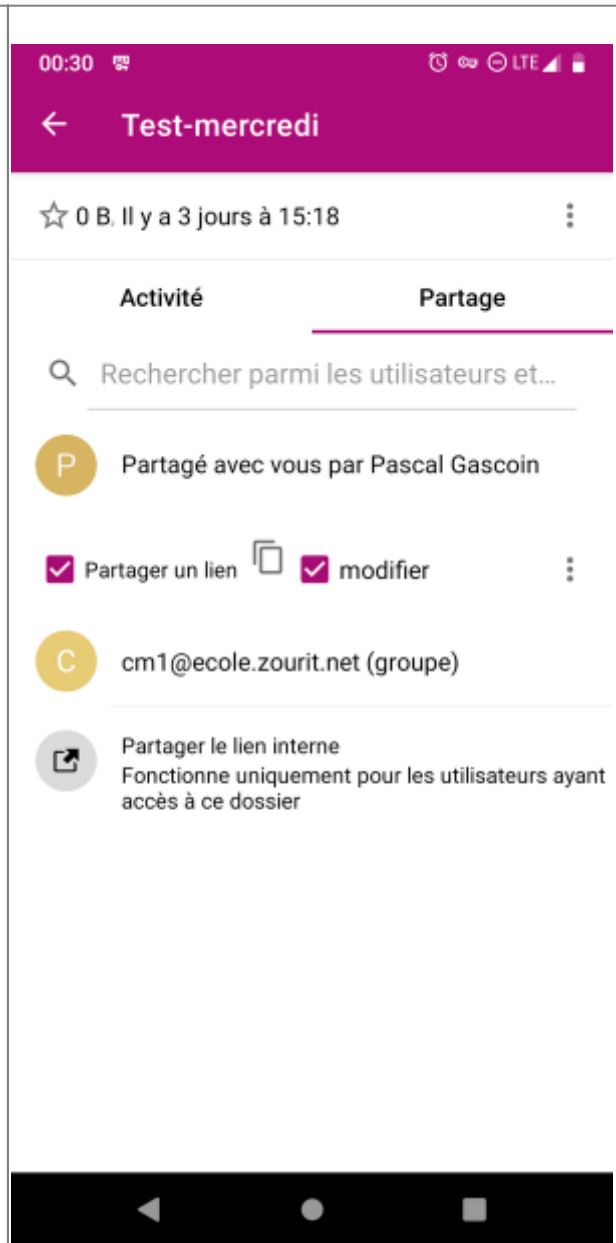 00:30 LTE
Test-mercredi
0 B, Il y a 3 jours à 15:18
Activité Partage
Rechercher parmi les utilisateurs et...
P Partagé avec vous par Pascal Gascoin
Partager un lien modifier
C cm1@ecole.zourit.net (groupe)
Partager le lien interne
Fonctionne uniquement pour les utilisateurs ayant
accès à ce dossier